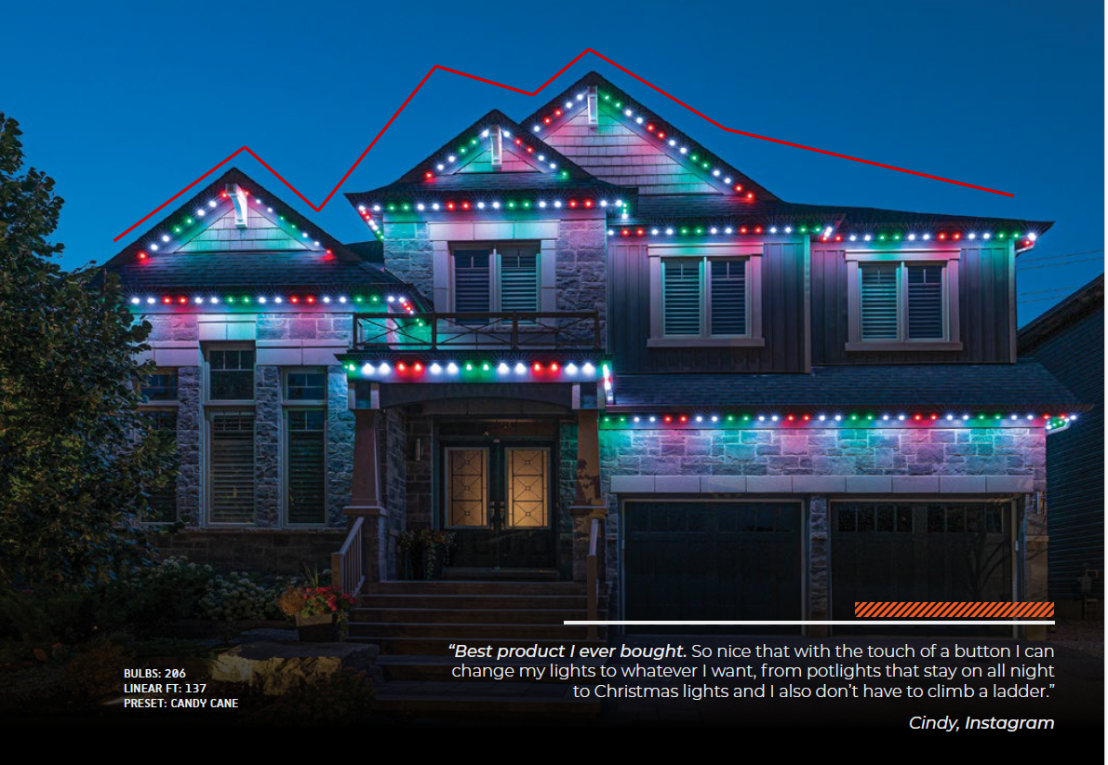 BULBS: 206
LINEAR FT: 137
PRESET: CANDY CANE
“Best product I ever bought. So nice that with the touch of a button I can
change my lights to whatever I want, from potlights that stay on all night
to Christmas lights and I also don’t have to climb a ladder.”
Cindy, Instagram